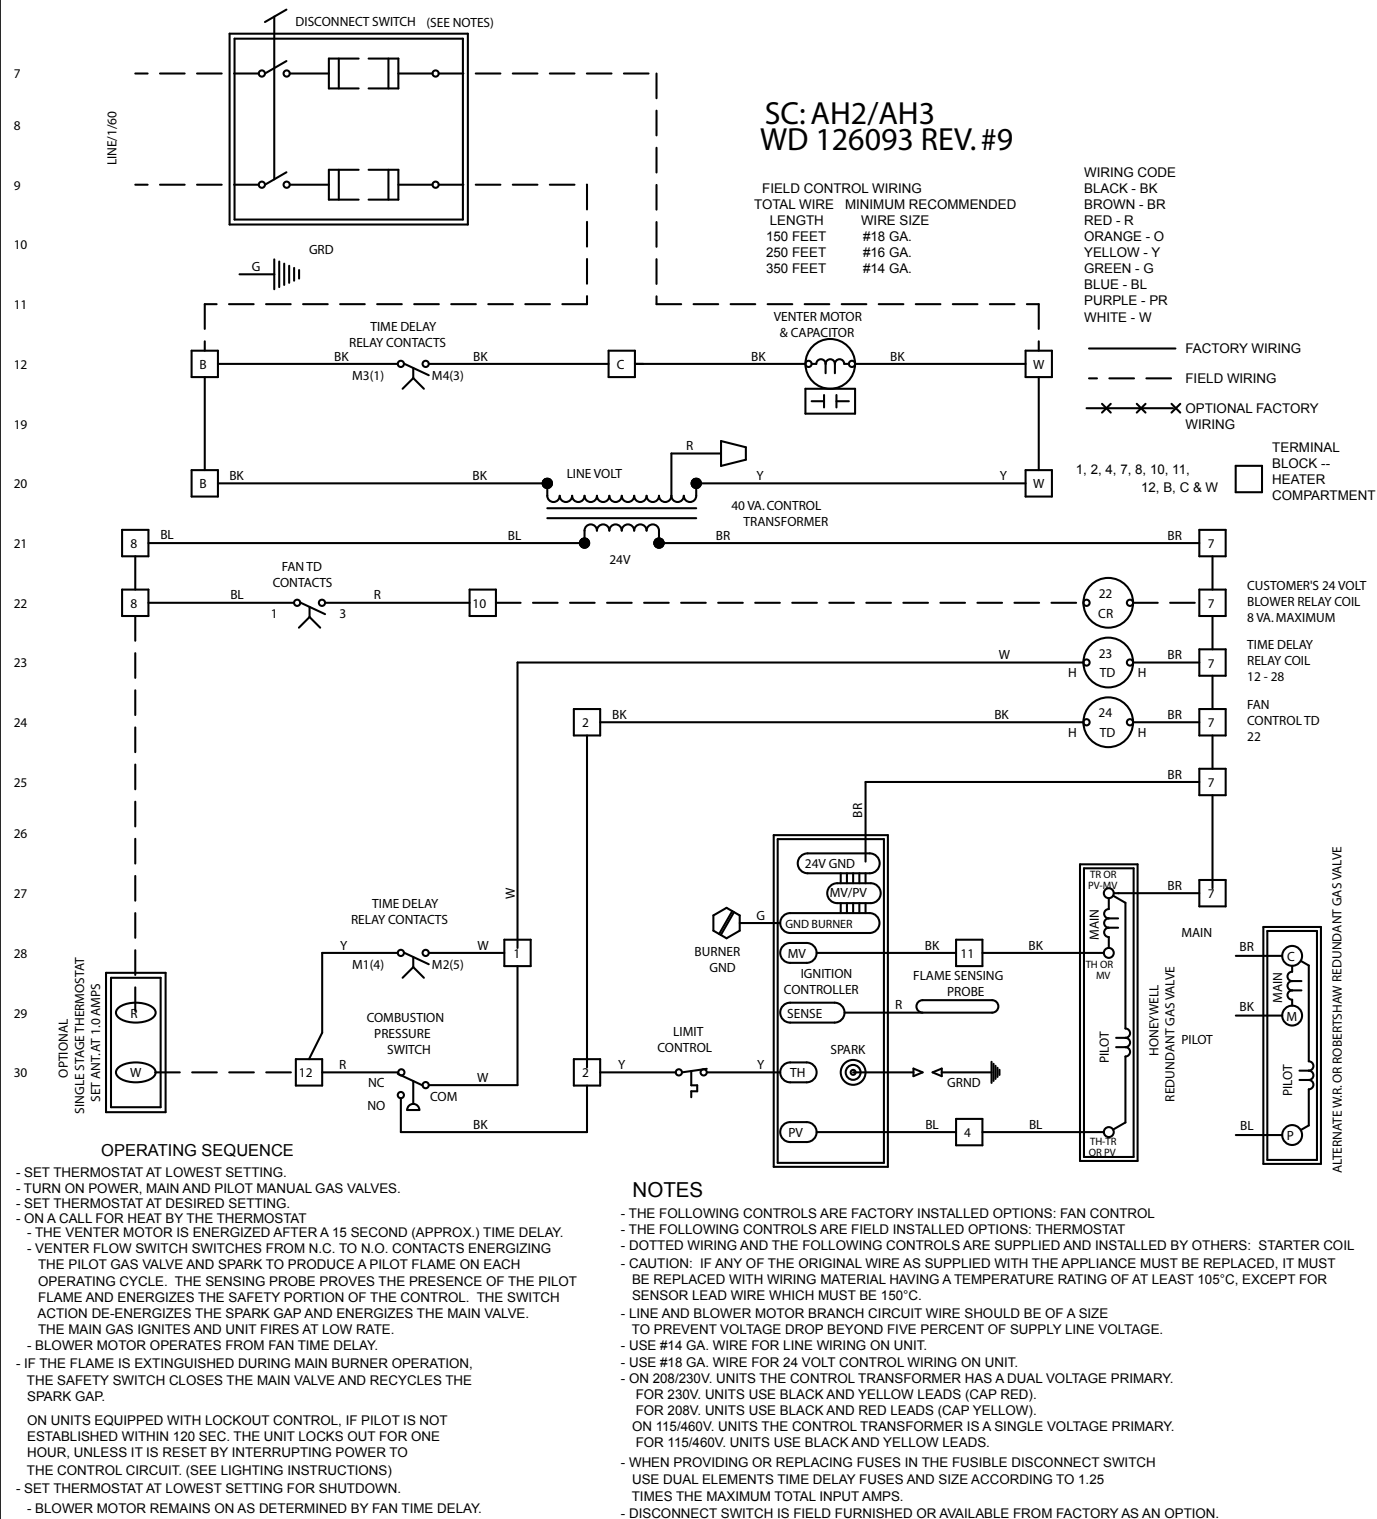 DISCONNECT SWITCH (SEE NOTES)
7
8
LINE/1/60
9
10
GRD
G
SC: AH2/AH3
WD 126093 REV. #9
FIELD CONTROL WIRING
TOTAL WIRE MINIMUM RECOMMENDED
LENGTH WIRE SIZE
150 FEET #18 GA.
250 FEET #16 GA.
350 FEET #14 GA.
WIRING CODE
BLACK - BK
BROWN - BR
RED - R
ORANGE - O
YELLOW - Y
GREEN - G
BLUE - BL
PURPLE - PR
WHITE - W
FACTORY WIRING
FIELD WIRING
OPTIONAL FACTORY
WIRING
1, 2, 4, 7, 8, 10, 11,
12, B, C & W
TERMINAL
BLOCK --
HEATER
COMPARTMENT
11
TIME DELAY
RELAY CONTACTS
VENTER MOTOR
& CAPACITOR
12
B
BK
BK
C
BK
BK
W
M3(1)
M4(3)
19
R
LINE VOLT
20
B
BK
BK
Y
Y
W
40 VA. CONTROL
TRANSFORMER
21
8
BL
BL
BR
BR
7
24V
FAN TD
CONTACTS
22
8
BL
R
10
22
CR
7
1
3
CUSTOMER'S 24 VOLT
BLOWER RELAY COIL
8 VA. MAXIMUM
23
W
23
TD
BR
7
H
H
TIME DELAY
RELAY COIL
12 - 28
24
2
BK
BK
24
TD
BR
7
H
H
FAN
CONTROL TD
22
25
BR
7
26
BR
24V GND
27
W
MV/PV
TR OR
PV-MV
BR
7
TIME DELAY
RELAY CONTACTS
G
GND BURNER
BURNER
GND
MAIN
MAIN
28
Y
W
1
M1(4)
M2(5)
MV
BK
11
BK
TH OR
MV
IGNITION
CONTROLLER
FLAME SENSING
PROBE
29
R
OPTIONAL
SINGLE STAGE THERMOSTAT
SET ANT. AT 1.0 AMPS
COMBUSTION
PRESSURE
SWITCH
SENSE
R
LIMIT
CONTROL
SPARK
PILOT
HONEYWELL
REDUNDANT GAS VALVE
PILOT
30
W
12
R
NC
NO
COM
W
BK
2
Y
Y
TH
GRND
PV
BL
4
BL
TH-TR
OR PV
BR
C
MAIN
BK
M
PILOT
BL
P
ALTERNATE W.R. OR ROBERTSHAW REDUNDANT GAS VALVE
OPERATING SEQUENCE
- SET THERMOSTAT AT LOWEST SETTING.
- TURN ON POWER, MAIN AND PILOT MANUAL GAS VALVES.
- SET THERMOSTAT AT DESIRED SETTING.
- ON A CALL FOR HEAT BY THE THERMOSTAT
- THE VENTER MOTOR IS ENERGIZED AFTER A 15 SECOND (APPROX.) TIME DELAY.
- VENTER FLOW SWITCH SWITCHES FROM N.C. TO N.O. CONTACTS ENERGIZING
THE PILOT GAS VALVE AND SPARK TO PRODUCE A PILOT FLAME ON EACH
OPERATING CYCLE. THE SENSING PROBE PROVES THE PRESENCE OF THE PILOT
FLAME AND ENERGIZES THE SAFETY PORTION OF THE CONTROL. THE SWITCH
ACTION DE-ENERGIZES THE SPARK GAP AND ENERGIZES THE MAIN VALVE.
THE MAIN GAS IGNITES AND UNIT FIRES AT LOW RATE.
- BLOWER MOTOR OPERATES FROM FAN TIME DELAY.
- IF THE FLAME IS EXTINGUISHED DURING MAIN BURNER OPERATION,
THE SAFETY SWITCH CLOSES THE MAIN VALVE AND RECYCLES THE
SPARK GAP.
ON UNITS EQUIPPED WITH LOCKOUT CONTROL, IF PILOT IS NOT
ESTABLISHED WITHIN 120 SEC. THE UNIT LOCKS OUT FOR ONE
HOUR, UNLESS IT IS RESET BY INTERRUPTING POWER TO
THE CONTROL CIRCUIT. (SEE LIGHTING INSTRUCTIONS)
- SET THERMOSTAT AT LOWEST SETTING FOR SHUTDOWN.
- BLOWER MOTOR REMAINS ON AS DETERMINED BY FAN TIME DELAY.
NOTES
- THE FOLLOWING CONTROLS ARE FACTORY INSTALLED OPTIONS: FAN CONTROL
- THE FOLLOWING CONTROLS ARE FIELD INSTALLED OPTIONS: THERMOSTAT
- DOTTED WIRING AND THE FOLLOWING CONTROLS ARE SUPPLIED AND INSTALLED BY OTHERS: STARTER COIL
- CAUTION: IF ANY OF THE ORIGINAL WIRE AS SUPPLIED WITH THE APPLIANCE MUST BE REPLACED, IT MUST
BE REPLACED WITH WIRING MATERIAL HAVING A TEMPERATURE RATING OF AT LEAST 105°C, EXCEPT FOR
SENSOR LEAD WIRE WHICH MUST BE 150°C.
- LINE AND BLOWER MOTOR BRANCH CIRCUIT WIRE SHOULD BE OF A SIZE
TO PREVENT VOLTAGE DROP BEYOND FIVE PERCENT OF SUPPLY LINE VOLTAGE.
- USE #14 GA. WIRE FOR LINE WIRING ON UNIT.
- USE #18 GA. WIRE FOR 24 VOLT CONTROL WIRING ON UNIT.
- ON 208/230V. UNITS THE CONTROL TRANSFORMER HAS A DUAL VOLTAGE PRIMARY.
FOR 230V. UNITS USE BLACK AND YELLOW LEADS (CAP RED).
FOR 208V. UNITS USE BLACK AND RED LEADS (CAP YELLOW).
ON 115/460V. UNITS THE CONTROL TRANSFORMER IS A SINGLE VOLTAGE PRIMARY.
FOR 115/460V. UNITS USE BLACK AND YELLOW LEADS.
- WHEN PROVIDING OR REPLACING FUSES IN THE FUSIBLE DISCONNECT SWITCH
USE DUAL ELEMENTS TIME DELAY FUSES AND SIZE ACCORDING TO 1.25
TIMES THE MAXIMUM TOTAL INPUT AMPS.
- DISCONNECT SWITCH IS FIELD FURNISHED OR AVAILABLE FROM FACTORY AS AN OPTION.